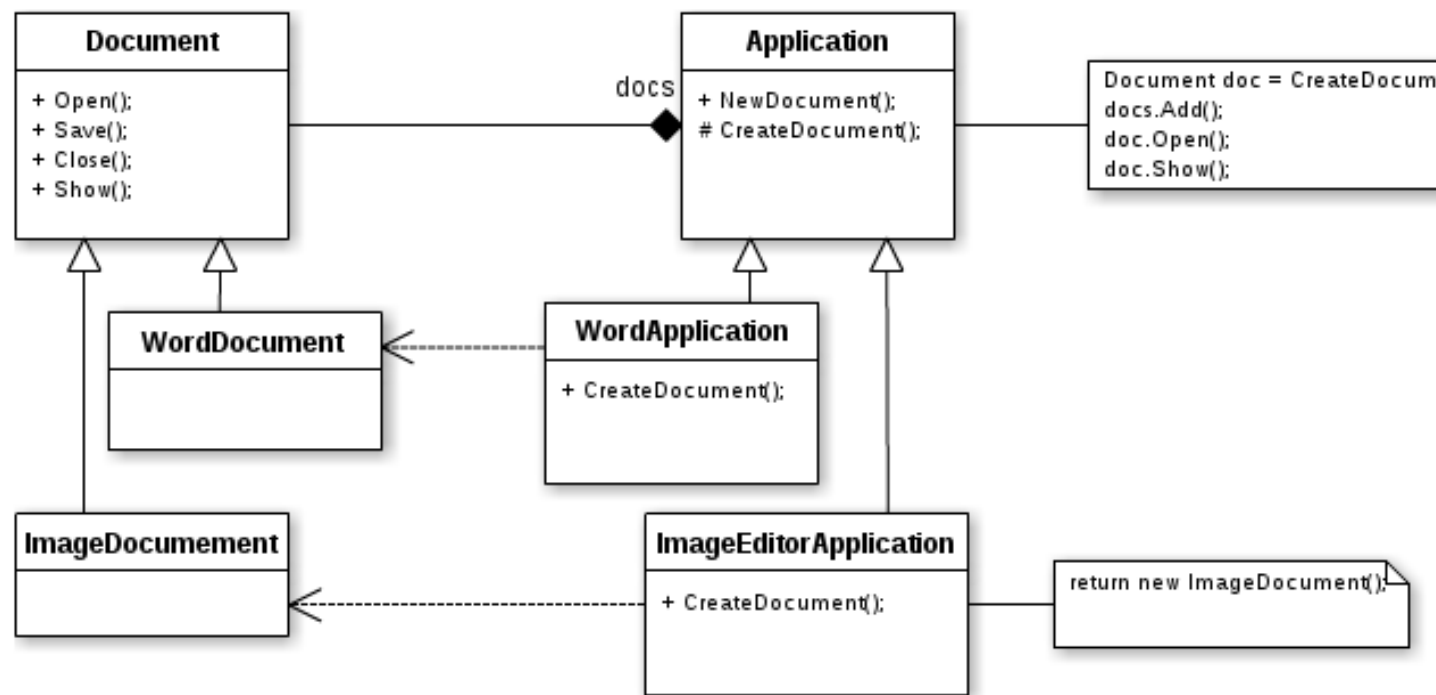 Document
+ Open();
+ Save();
+ Close();
+ Show();
docs
Application
+ NewDocument();
# CreateDocument();
Document doc = CreateDocum
docs.Add();
doc.Open();
doc.Show();
WordDocument
WordApplication
+ CreateDocument();
ImageDocumement
ImageEditorApplication
+ CreateDocument();
return new ImageDocument();